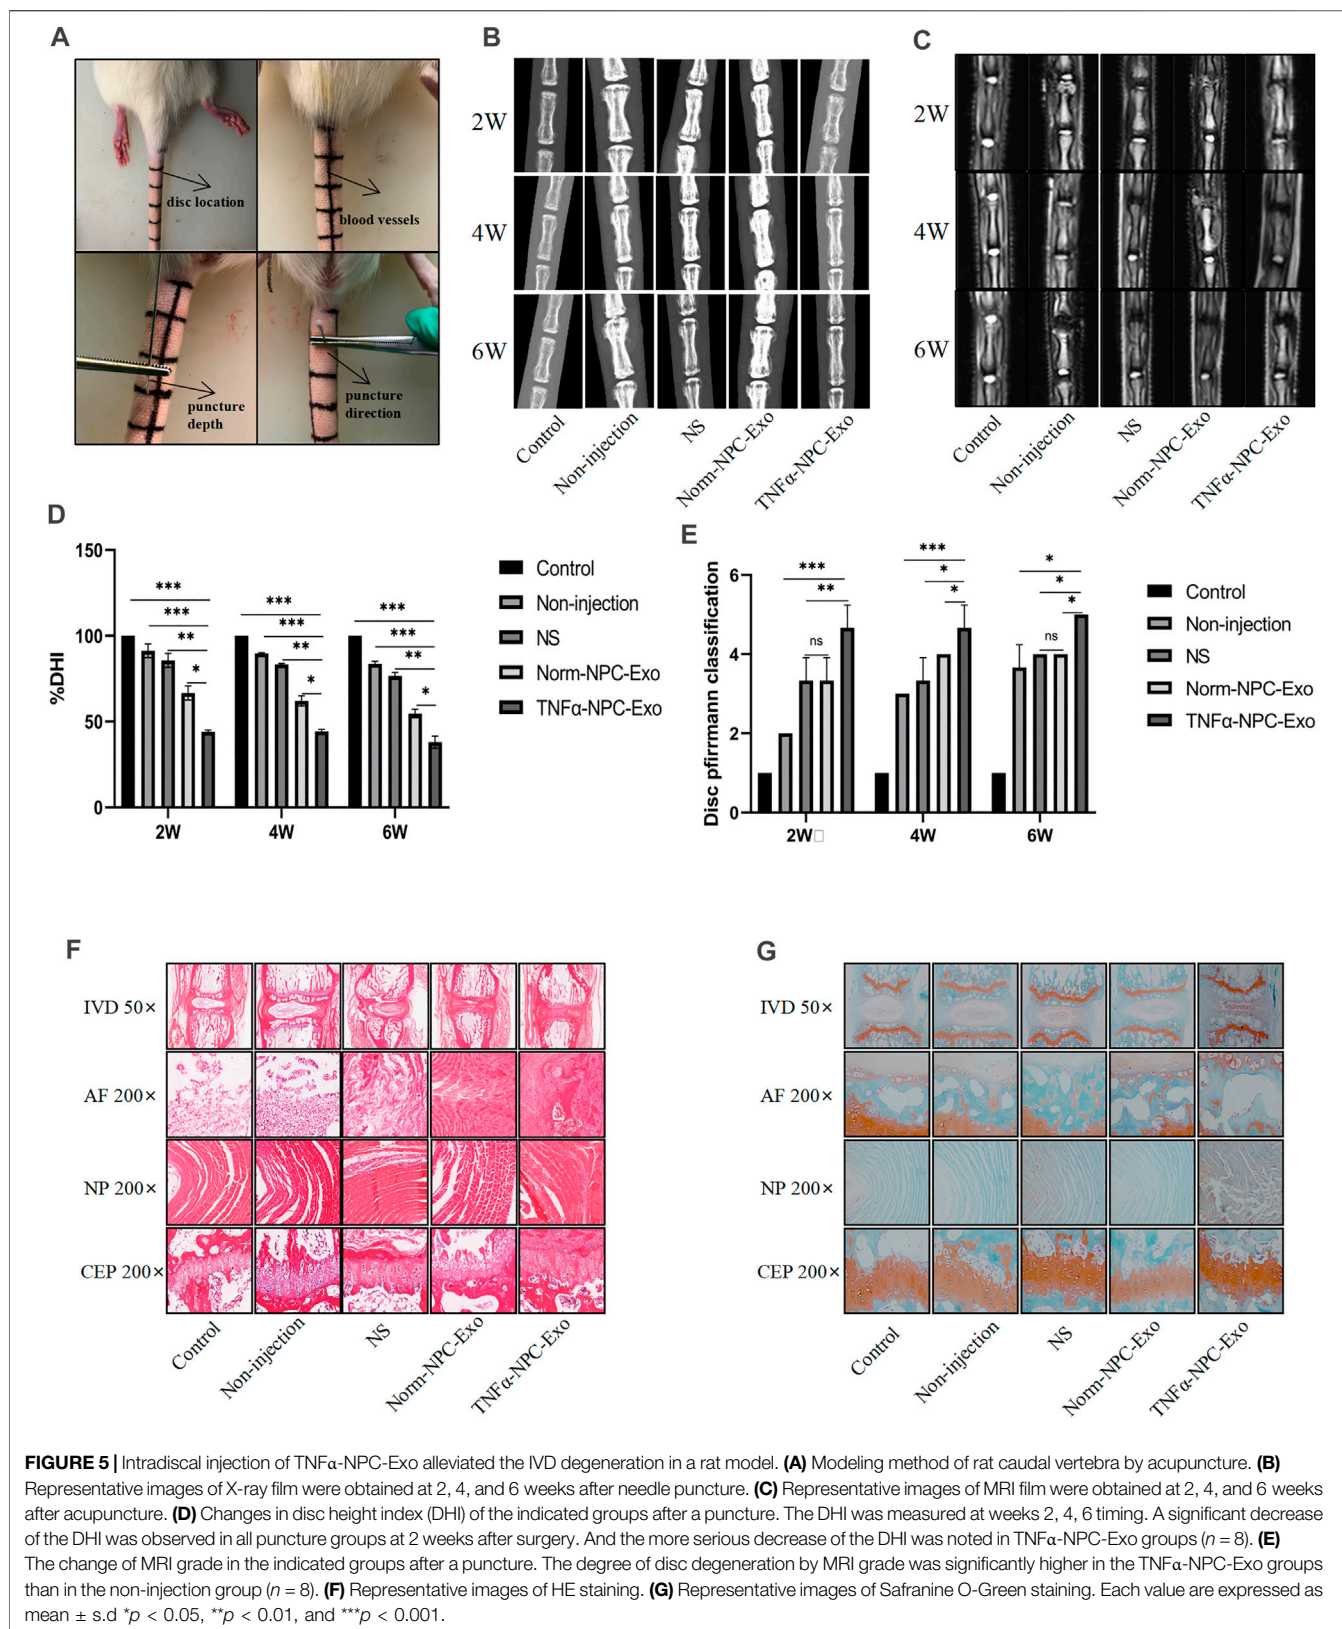 A
disc location
blood vessels
puncture
depth
puncture
direction
B
2W
4W
6W
Control
Non-injection
NS
Norm-NPC-Exo
TNFα-NPC-Exo
C
2W
4W
6W
Control
Non-injection
NS
Norm-NPC-Exo
TNFα-NPC-Exo
D
%DHI
150
100
50
0
*** *** ** *
*** *** ** *
*** *** ** *
2W 4W 6W
Control
Non-injection
NS
Norm-NPC-Exo
TNFα-NPC-Exo
E
Disc pfirrmann classification
6
4
2
0
*** ** ns
*** * *
* * ns *
2W□ 4W 6W
Control
Non-injection
NS
Norm-NPC-Exo
TNFα-NPC-Exo
F
IVD 50×
AF 200×
NP 200×
CEP 200×
Control
Non-injection
NS
Norm-NPC-Exo
TNFα-NPC-Exo
G
IVD 50×
AF 200×
NP 200×
CEP 200×
Control
Non-injection
NS
Norm-NPC-Exo
TNFα-NPC-Exo
FIGURE 5 | Intradiscal injection of TNFα-NPC-Exo alleviated the IVD degeneration in a rat model. (A) Modeling method of rat caudal vertebra by acupuncture. (B)
Representative images of X-ray film were obtained at 2, 4, and 6 weeks after needle puncture. (C) Representative images of MRI film were obtained at 2, 4, and 6 weeks
after acupuncture. (D) Changes in disc height index (DHI) of the indicated groups after a puncture. The DHI was measured at weeks 2, 4, 6 timing. A significant decrease
of the DHI was observed in all puncture groups at 2 weeks after surgery. And the more serious decrease of the DHI was noted in TNFα-NPC-Exo groups (n = 8). (E)
The change of MRI grade in the indicated groups after a puncture. The degree of disc degeneration by MRI grade was significantly higher in the TNFα-NPC-Exo groups
than in the non-injection group (n = 8). (F) Representative images of HE staining. (G) Representative images of Safranine O-Green staining. Each value are expressed as
mean ± s.d *p < 0.05, **p < 0.01, and ***p < 0.001.